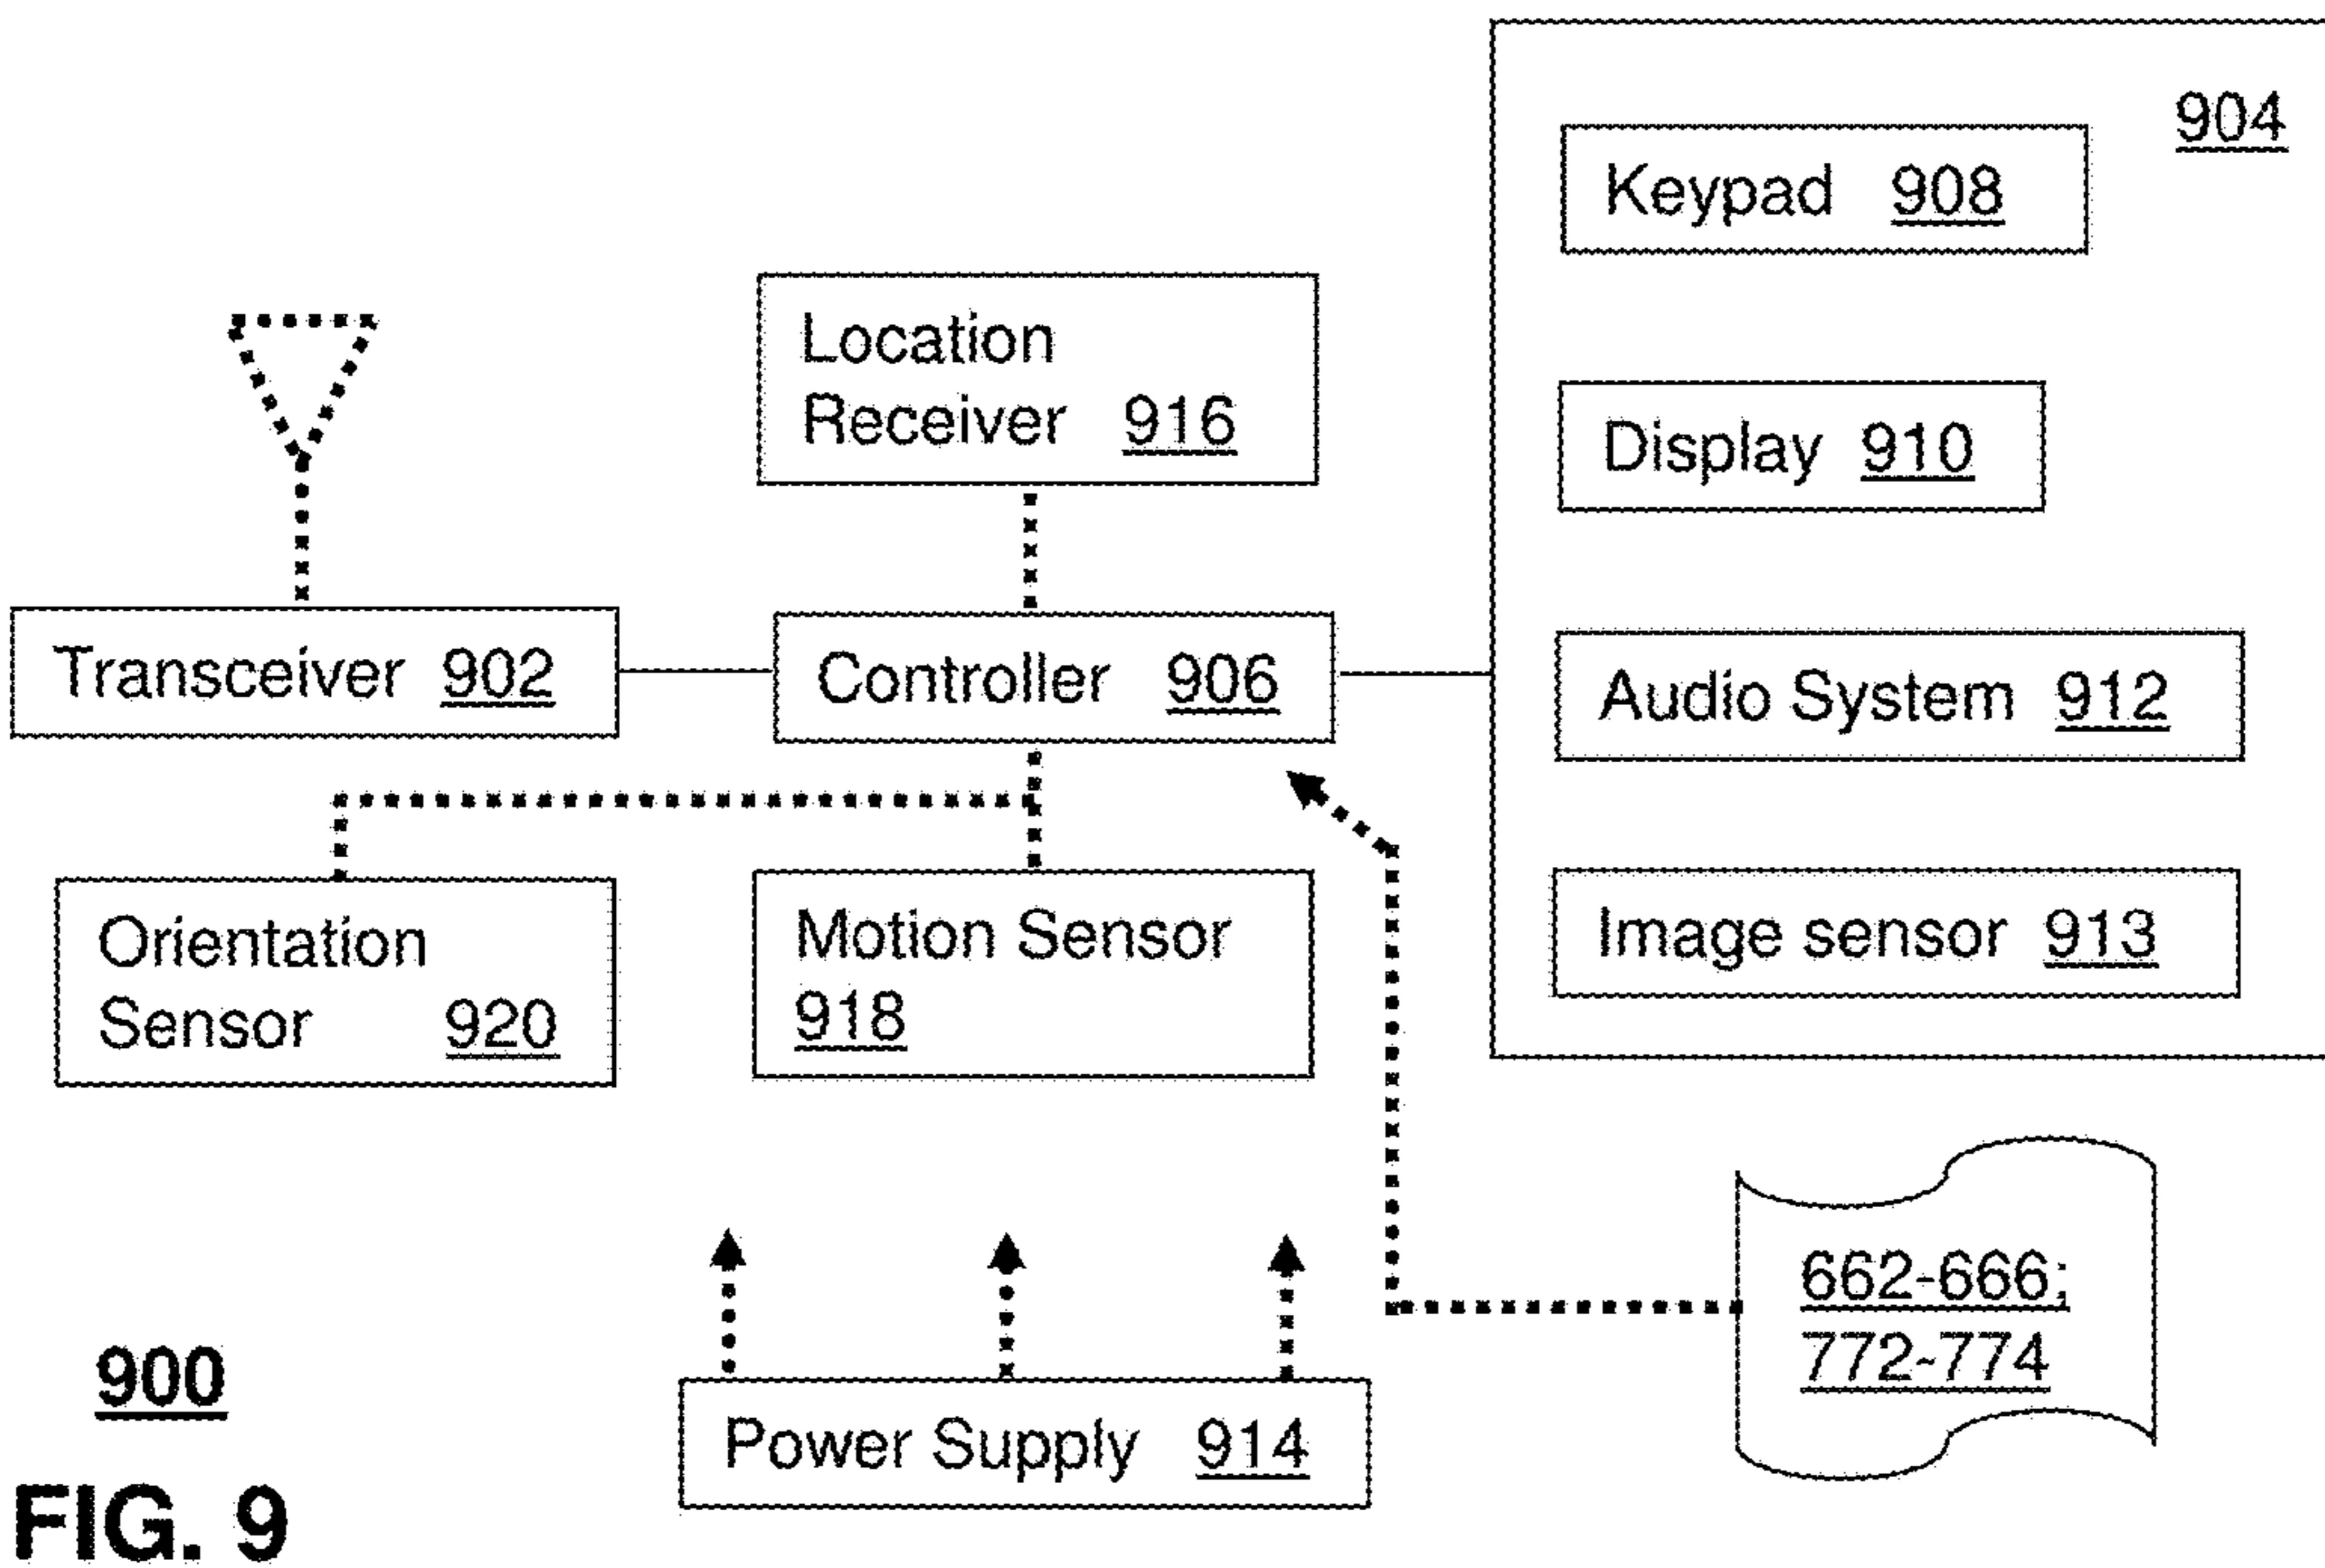 904
Keypad 908
Location
Receiver 916
Display 910
Transceiver 902
Controller 906
Audio System 912
Orientation
Sensor 920
Motion Sensor
918
Image sensor 913
662-666;
772-774
900
Power Supply 914
FIG. 9